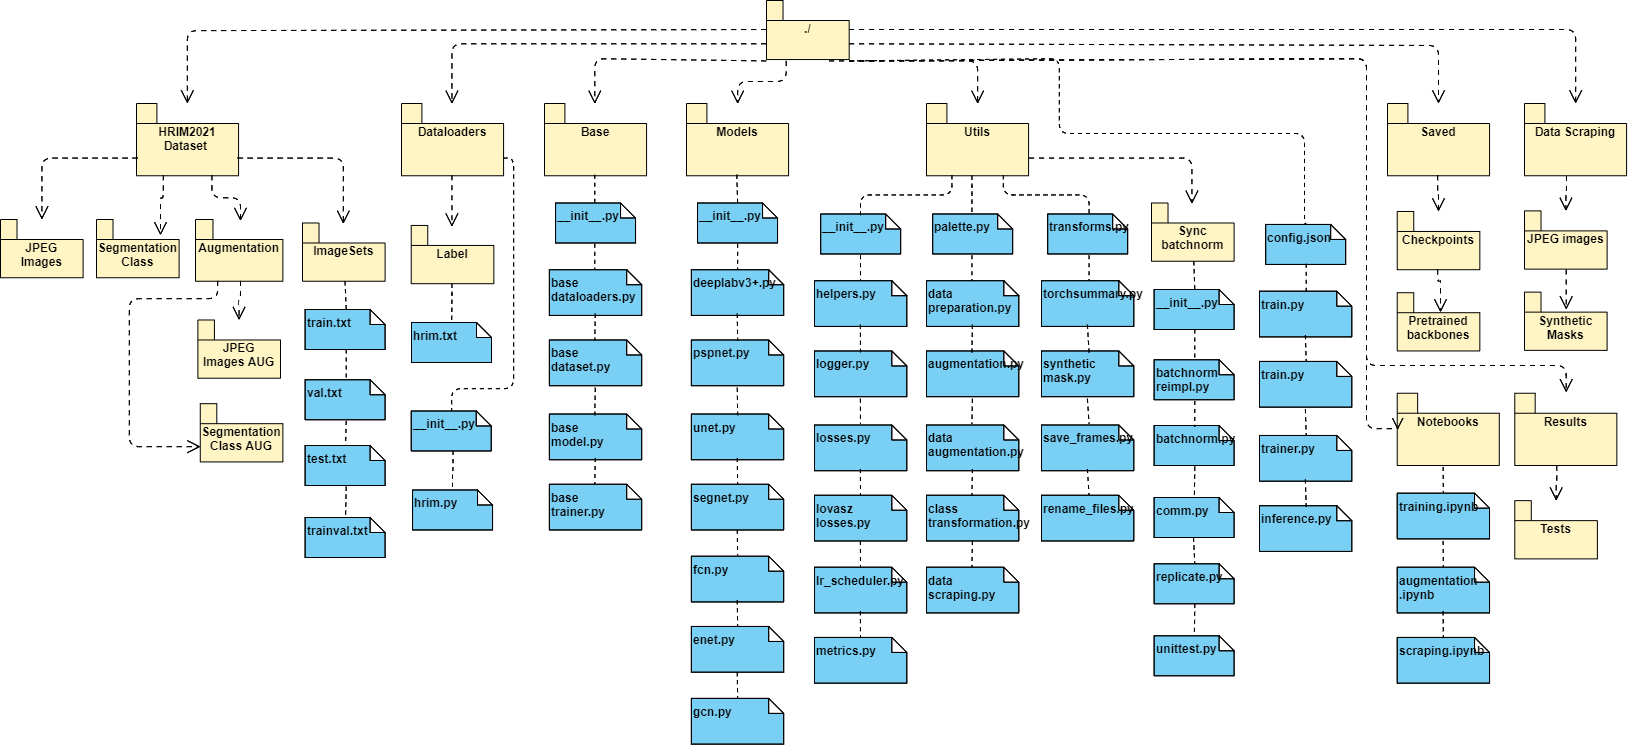 ./
HRIM2021
Dataset
Dataloaders
Base
Models
Utils
Saved
Data Scraping
JPEG
Images
Segmentation
Class
Augmentation
ImageSets
JPEG
Images AUG
Segmentation
Class AUG
train.txt
val.txt
test.txt
trainval.txt
Label
hrim.txt
__init__.py
hrim.py
__init__.py
base
dataloaders.py
base
dataset.py
base
model.py
base
trainer.py
__init__.py
deeplabv3+.py
pspnet.py
unet.py
segnet.py
fcn.py
enet.py
gcn.py
__init__.py
helpers.py
logger.py
losses.py
lovasz
losses.py
lr_scheduler.py
metrics.py
palette.py
data
preparation.py
augmentation.py
data
augmentation.py
class
transformation.py
data
scraping.py
transforms.py
torchsummary.py
synthetic
mask.py
save_frames.py
rename_files.py
Sync
batchnorm
__init__.py
batchnorm
reimpl.py
batchnorm.py
comm.py
replicate.py
unittest.py
config.json
train.py
train.py
trainer.py
inference.py
Checkpoints
Pretrained
backbones
JPEG images
Synthetic
Masks
Notebooks
training.ipynb
augmentation
.ipynb
scraping.ipynb
Results
Tests